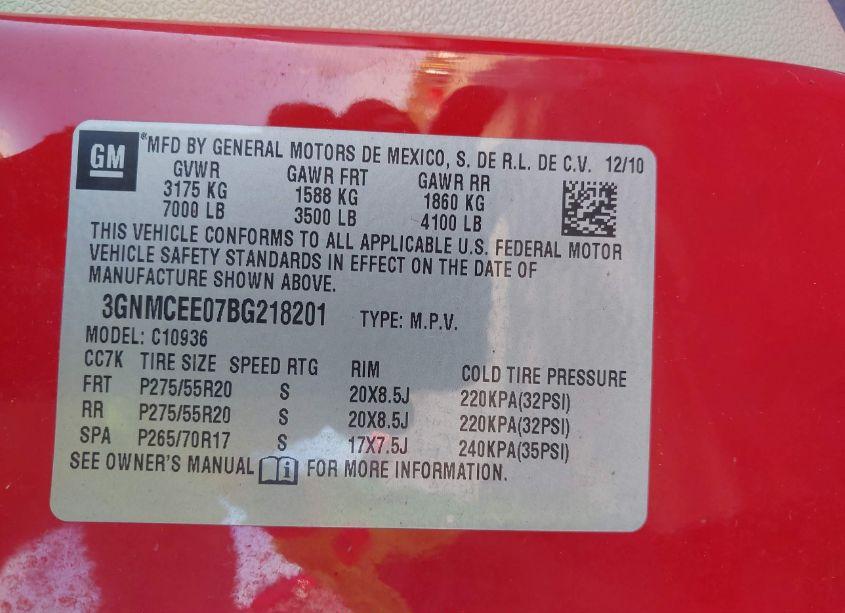 GM
®MFD BY GENERAL MOTORS DE MEXICO, S. DE R.L. DE C.V. 12/10
GVWR GAWR FRT GAWR RR
3175 KG 1588 KG 1860 KG
7000 LB 3500 LB 4100 LB
THIS VEHICLE CONFORMS TO ALL APPLICABLE U.S. FEDERAL MOTOR
VEHICLE SAFETY STANDARDS IN EFFECT ON THE DATE OF
MANUFACTURE SHOWN ABOVE.
3GNMCEE07BG218201 TYPE: M.P.V.
MODEL: C10936
CC7K TIRE SIZE SPEED RTG RIM COLD TIRE PRESSURE
FRT P275/55R20 S 20X8.5J 220KPA(32PSI)
RR P275/55R20 S 20X8.5J 220KPA(32PSI)
SPA P265/70R17 S 17X7.5J 240KPA(35PSI)
SEE OWNER'S MANUAL i FOR MORE INFORMATION.